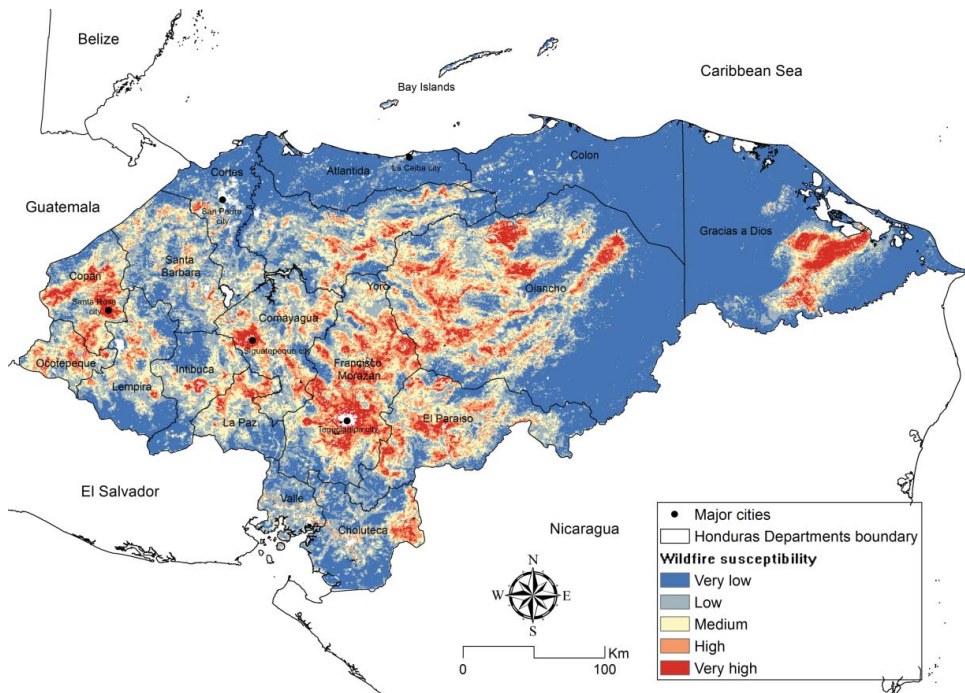 Belize
Caribbean Sea
Bay Islands
Cortes
Atlantida
La Ceiba city
Colon
Guatemala
San Pedro
city
Gracias a Dios
Santa
Barbara
Copan
Yoro
Olancho
Santa Rosa
city
Comayagua
Siguatepeque city
Ocotepeque
Francisco
Morazan
Intibuca
Lempira
El Paraiso
La Paz
Tegucigalpa city
El Salvador
Valle
Choluteca
Nicaragua
N
W
E
S
Km
0
100
Major cities
Honduras Departments boundary
Wildfire susceptibility
Very low
Low
Medium
High
Very high